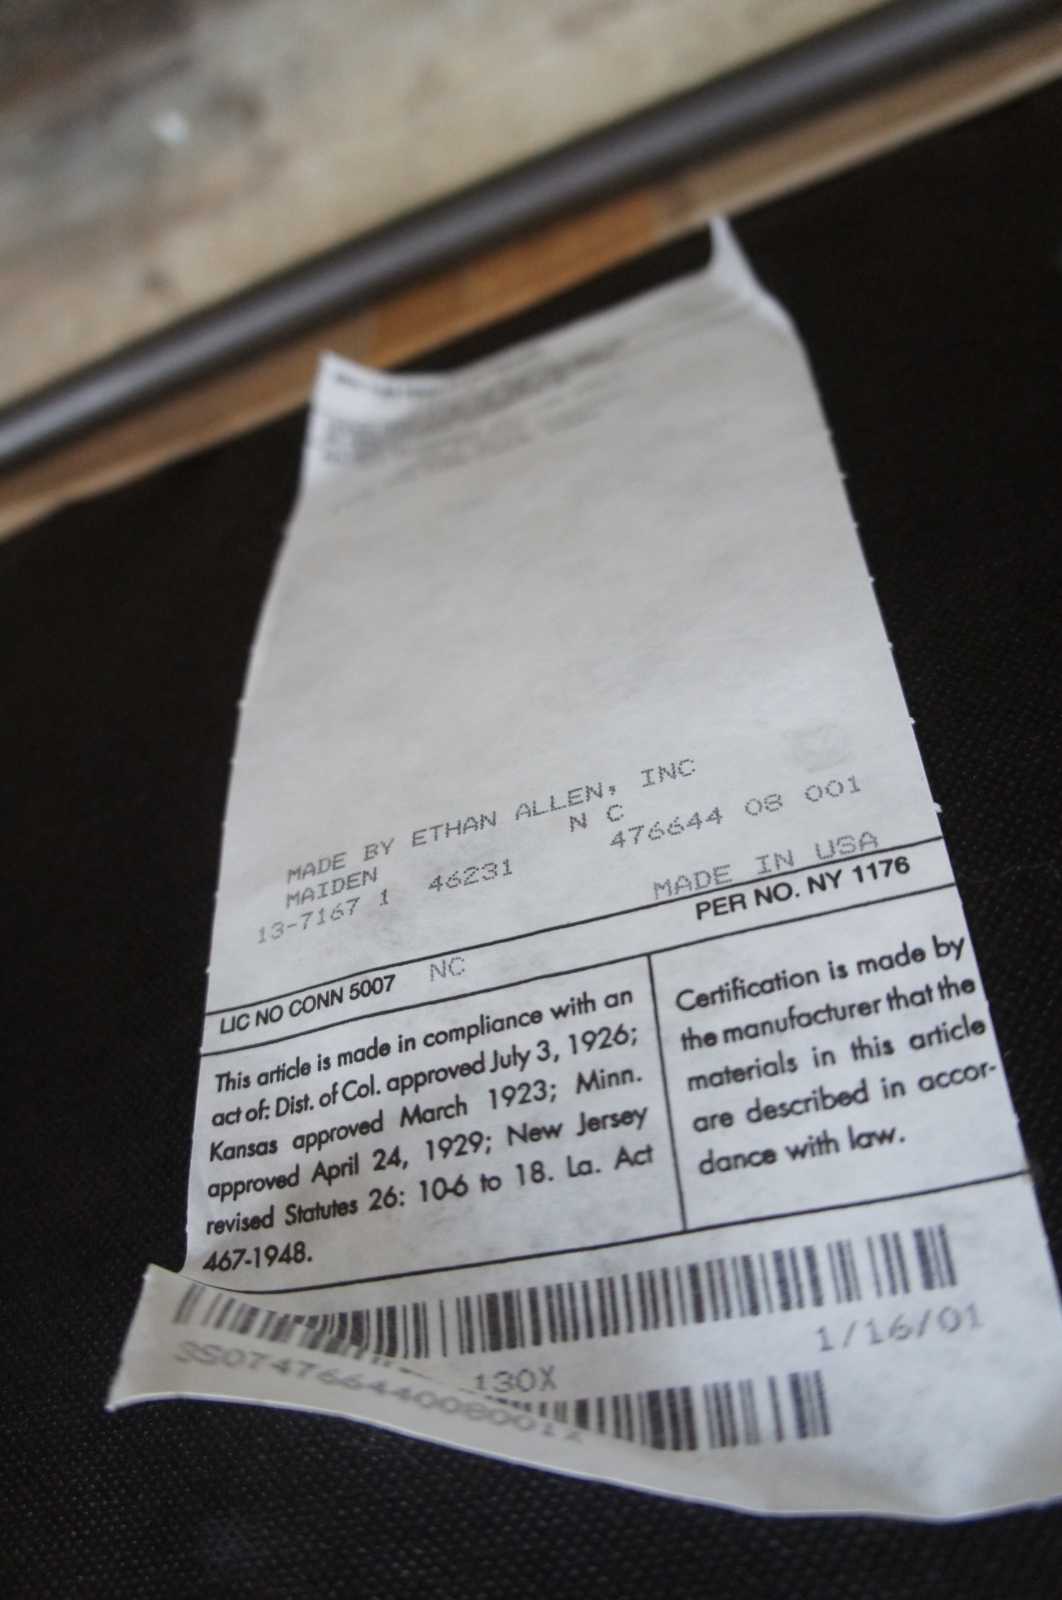 MADE BY ETHAN ALLEN, INC
MAIDEN N C
13-7167 1 46231 476644 08 001
MADE IN USA
LIC NO CONN 5007 NC PER NO. NY 1176
This article is made in compliance with an
act of: Dist. of Col. approved July 3, 1926;
Kansas approved March 1923; Minn.
approved April 24, 1929; New Jersey
revised Statutes 26: 10-6 to 18. La. Act
467-1948.
Certification is made by
the manufacturer that the
materials in this article
are described in accor-
dance with law.
1/16/01
130X